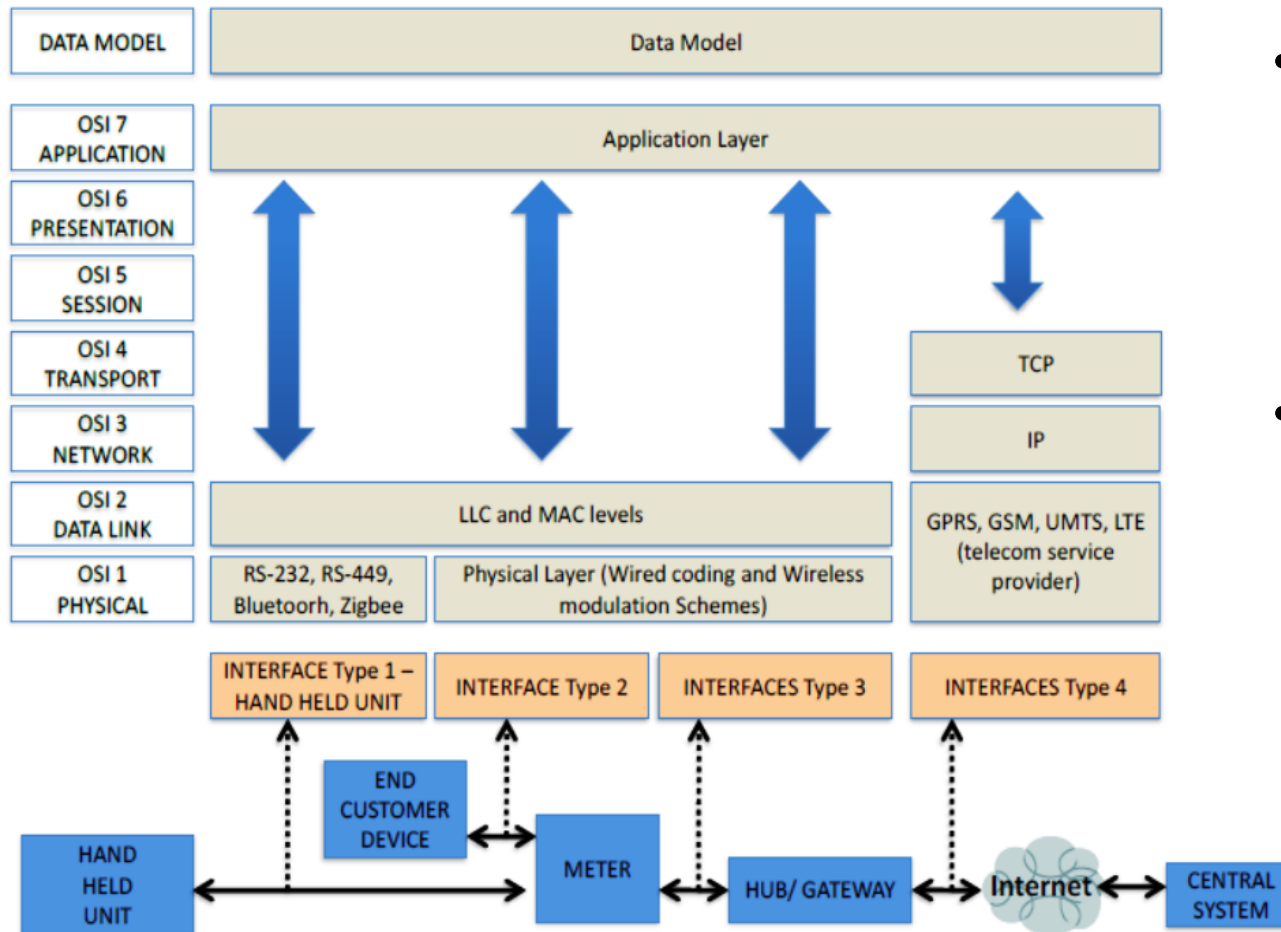 DATA MODEL
Data Model
OSI 7
APPLICATION
Application Layer
OSI 6
PRESENTATION
OSI 5
SESSION
OSI 4
TRANSPORT
TCP
OSI 3
NETWORK
IP
OSI 2
DATA LINK
LLC and MAC levels
GPRS, GSM, UMTS, LTE
(telecom service
provider)
OSI 1
PHYSICAL
RS-232, RS-449,
Bluetoorh, Zigbee
Physical Layer (Wired coding and Wireless
modulation Schemes)
INTERFACE Type 1 –
HAND HELD UNIT
INTERFACE Type 2
INTERFACES Type 3
INTERFACES Type 4
END
CUSTOMER
DEVICE
HAND
HELD
UNIT
METER
HUB/ GATEWAY
Internet
CENTRAL
SYSTEM